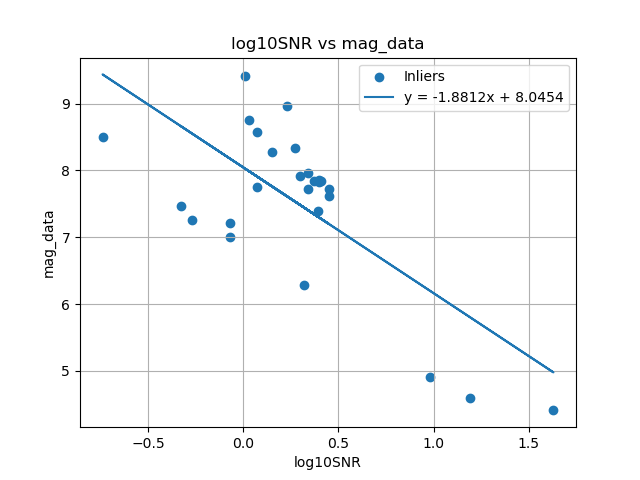 log10SNR vs mag_data
Inliers
y = -1.8812x + 8.0454
9
8
7
6
5
mag_data
−0.5
0.0
0.5
1.0
1.5
log10SNR